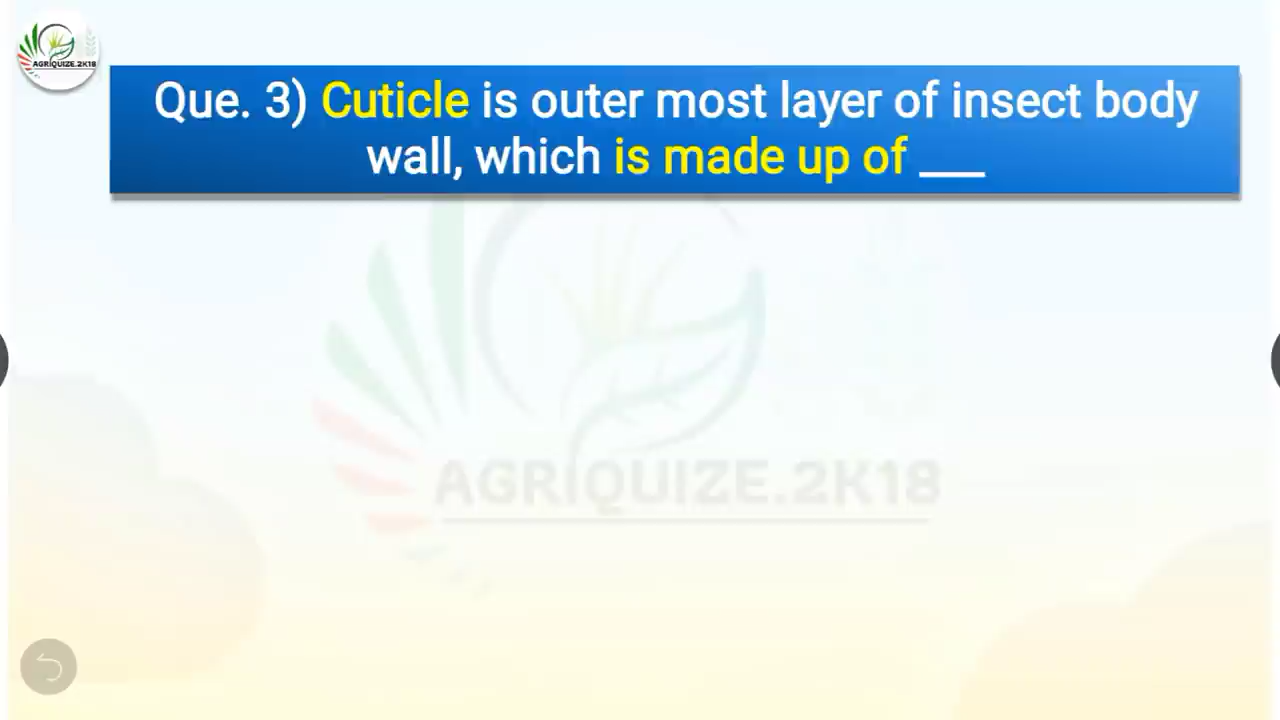 AGRIQUIZE.2K18
Que. 3) Cuticle is outer most layer of insect body
wall, which is made up of ___
AGRIQUIZE.2K18